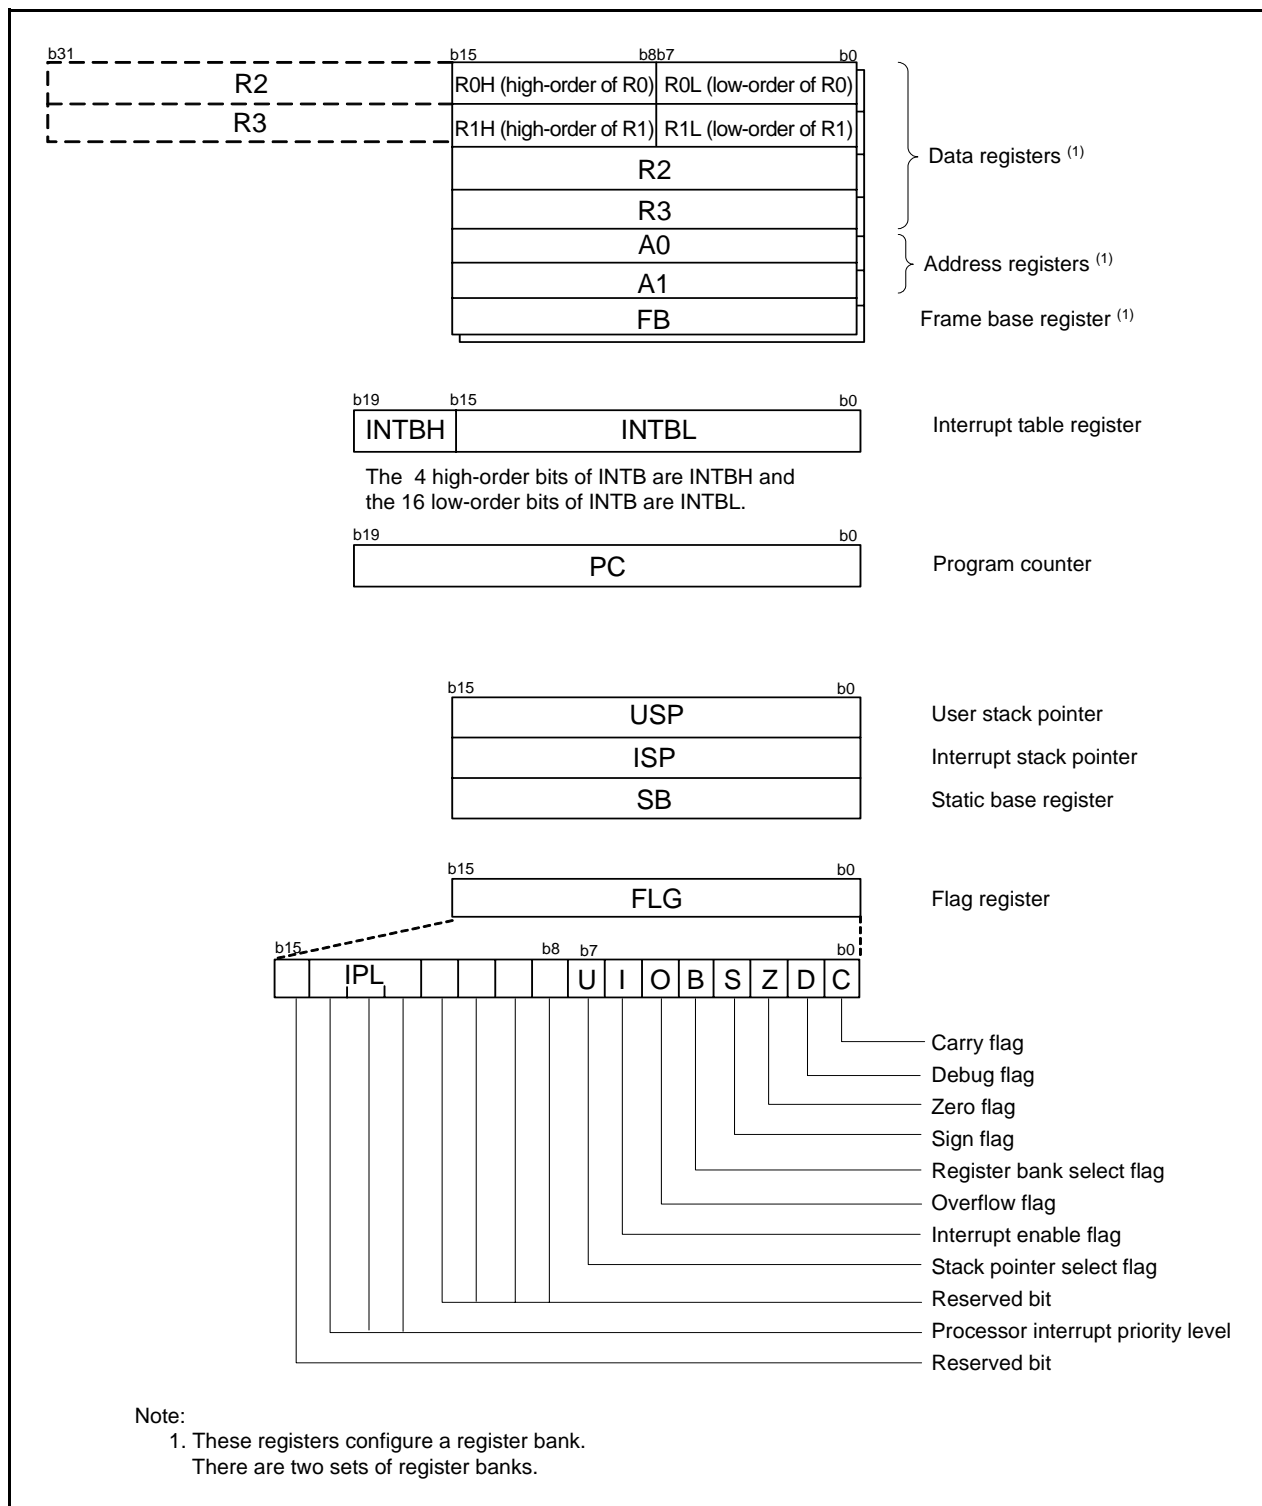 b31 b15 b8b7 b0
R2 R0H (high-order of R0) R0L (low-order of R0)
R3 R1H (high-order of R1) R1L (low-order of R1)
Data registers (1)
R2
R3
A0
Address registers (1)
A1
FB Frame base register (1)
b19 b15 b0
INTBH INTBL Interrupt table register
The 4 high-order bits of INTB are INTBH and
the 16 low-order bits of INTB are INTBL.
b19 b0
PC Program counter
b15 b0
USP User stack pointer
ISP Interrupt stack pointer
SB Static base register
b15 b0
FLG Flag register
b15 b8 b7 b0
IPL U I O B S Z D C
Carry flag
Debug flag
Zero flag
Sign flag
Register bank select flag
Overflow flag
Interrupt enable flag
Stack pointer select flag
Reserved bit
Processor interrupt priority level
Reserved bit
Note:
1. These registers configure a register bank.
There are two sets of register banks.